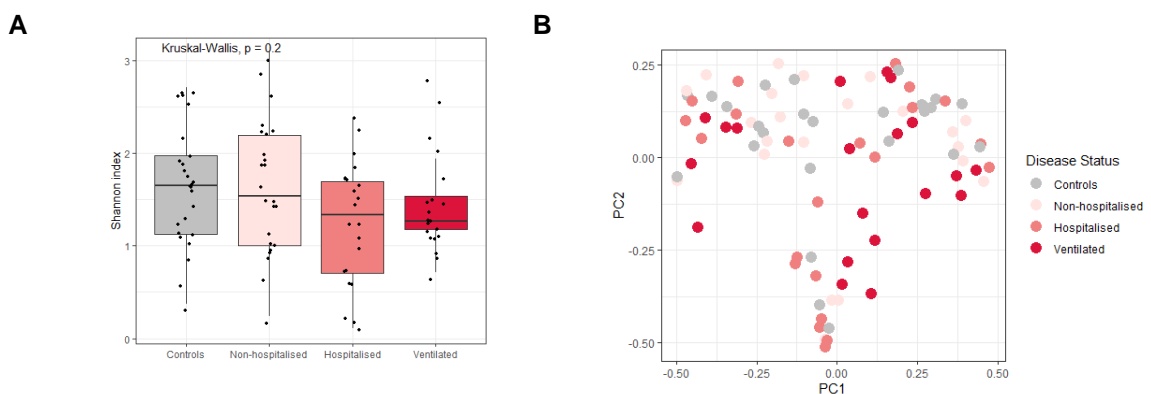 A
Kruskal-Wallis, p = 0.2
Shannon index
3
2
1
0
Controls
Non-hospitalised
Hospitalised
Ventilated
B
PC2
0.25
0.00
-0.25
-0.50
-0.50
-0.25
0.00
0.25
0.50
PC1
Disease Status
Controls
Non-hospitalised
Hospitalised
Ventilated